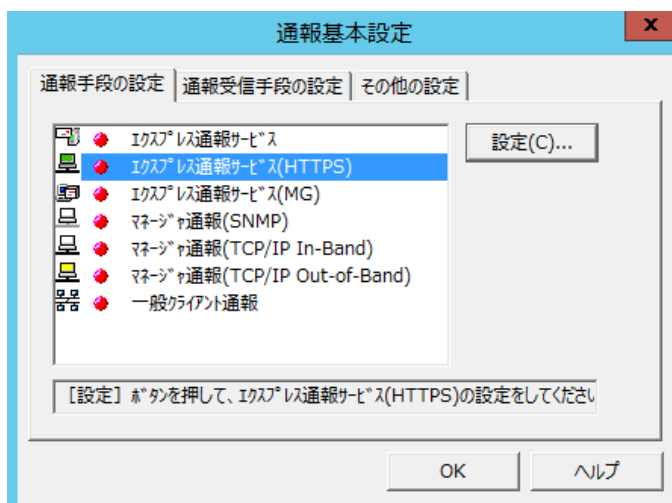 通報基本設定
x
通報手段の設定 通報受信手段の設定 その他の設定
ｴｸｽﾌﾟﾚｽ通報ｻｰﾋﾞｽ
設定(C)...
ｴｸｽﾌﾟﾚｽ通報ｻｰﾋﾞｽ(HTTPS)
ｴｸｽﾌﾟﾚｽ通報ｻｰﾋﾞｽ(MG)
ﾏﾈｰｼﾞｬ通報(SNMP)
ﾏﾈｰｼﾞｬ通報(TCP/IP In-Band)
ﾏﾈｰｼﾞｬ通報(TCP/IP Out-of-Band)
一般ｸﾗｲｱﾝﾄ通報
［設定］ﾎﾞﾀﾝを押して、ｴｸｽﾌﾟﾚｽ通報ｻｰﾋﾞｽ(HTTPS)の設定をしてください
OK ヘルプ